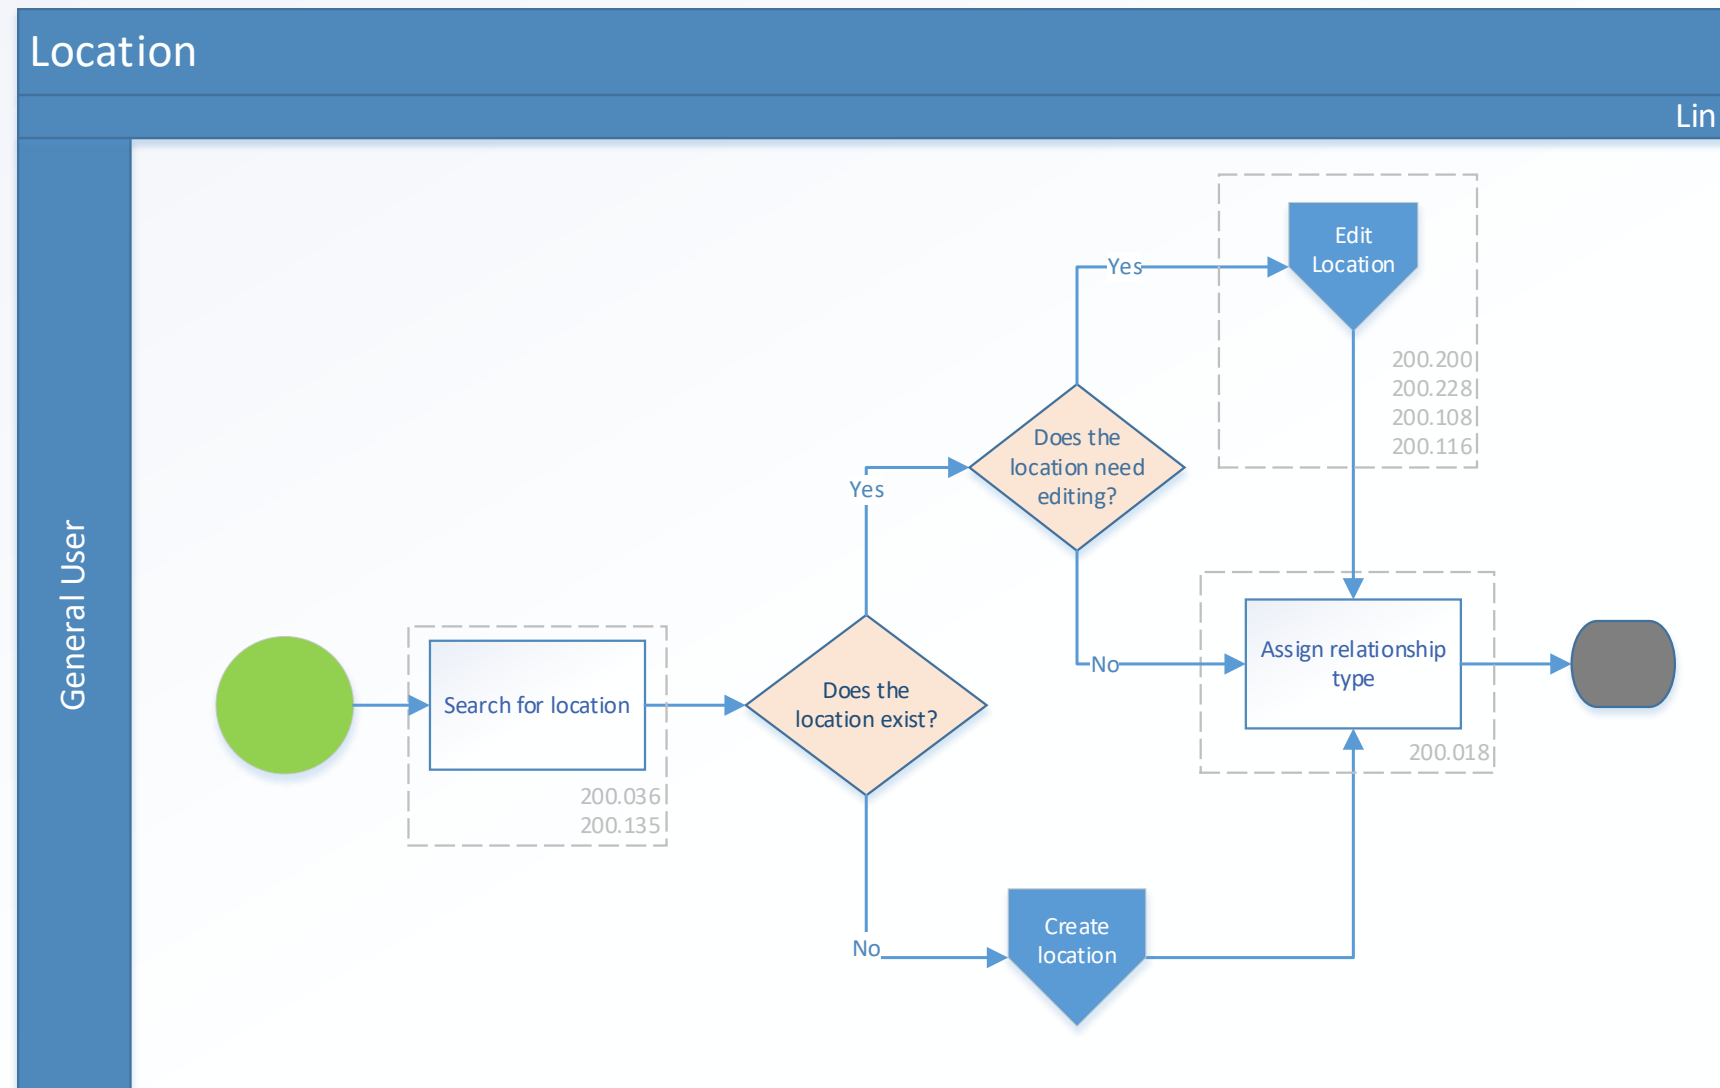 Location
Lin
General User
Edit
Location
Yes
200.200
200.228
200.108
200.116
Does the
location need
editing?
Yes
No
Assign relationship
type
200.018
Search for location
200.036
200.135
Does the
location exist?
No
Create
location